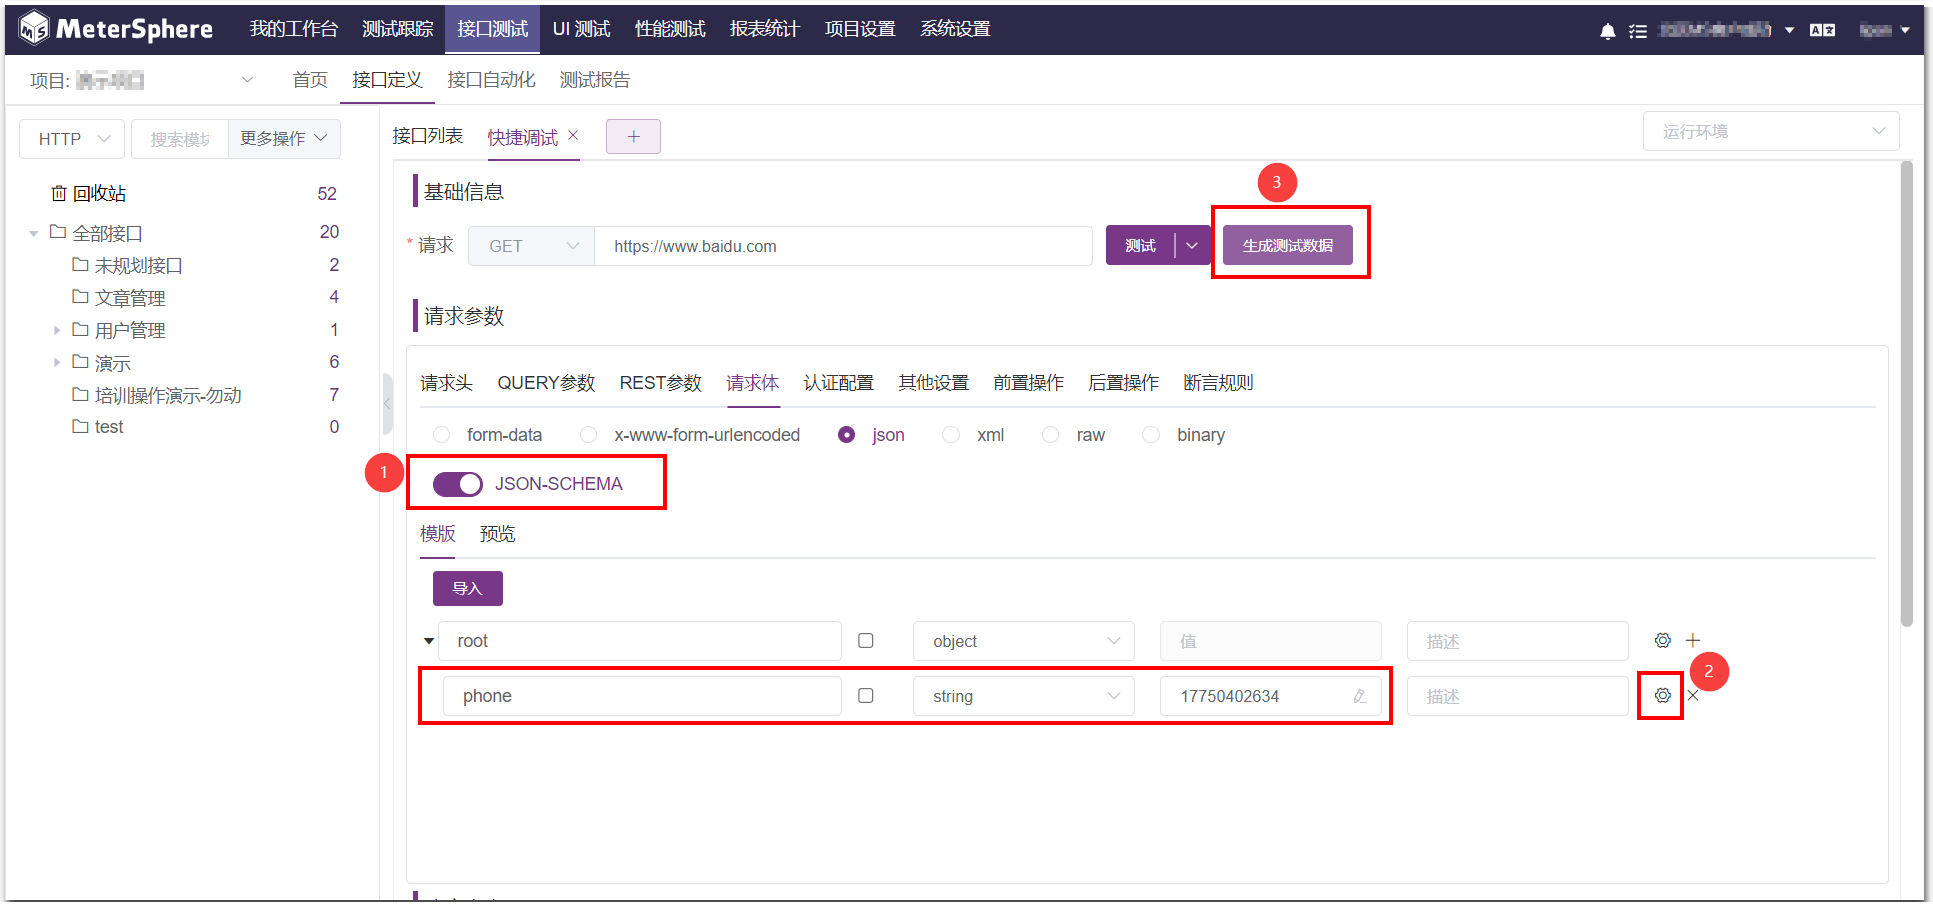 MeterSphere 我的工作台 测试跟踪 接口测试 UI 测试 性能测试 报表统计 项目设置 系统设置
项目: 首页 接口定义 接口自动化 测试报告
HTTP 搜索模块 更多操作 接口列表 快捷调试 × + 运行环境
回收站 52
全部接口 20
未规划接口 2
文章管理 4
用户管理 1
演示 6
培训操作演示-勿动 7
test 0
基础信息
3
* 请求 GET https://www.baidu.com 测试 生成测试数据
请求参数
请求头 QUERY参数 REST参数 请求体 认证配置 其他设置 前置操作 后置操作 断言规则
form-data x-www-form-urlencoded json xml raw binary
1 JSON-SCHEMA
模版 预览
导入
root object 值 描述
2
phone string 17750402634 描述